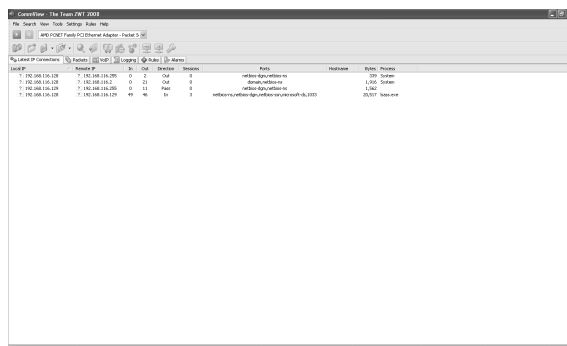 CommView - The Team ZWT 2008
File Search View Tools Settings Rules Help
AMD PCNET Family PCI Ethernet Adapter - Packet S
Latest IP Connections Packets VoIP Logging Rules Alarms
Local IP Remote IP In Out Direction Sessions Ports Hostname Bytes Process
? 192.168.116.128 ? 192.168.116.255 0 2 Out 0 netbios-dgm,netbios-ns 339 System
? 192.168.116.128 ? 192.168.116.2 0 21 Out 0 domain,netbios-ns 1,916 System
? 192.168.116.129 ? 192.168.116.255 0 11 Pass 0 netbios-dgm,netbios-ns 1,562
? 192.168.116.128 ? 192.168.116.129 49 46 In 3 netbios-ns,netbios-dgm,netbios-ssn,microsoft-ds,1033 20,517 lsass.exe